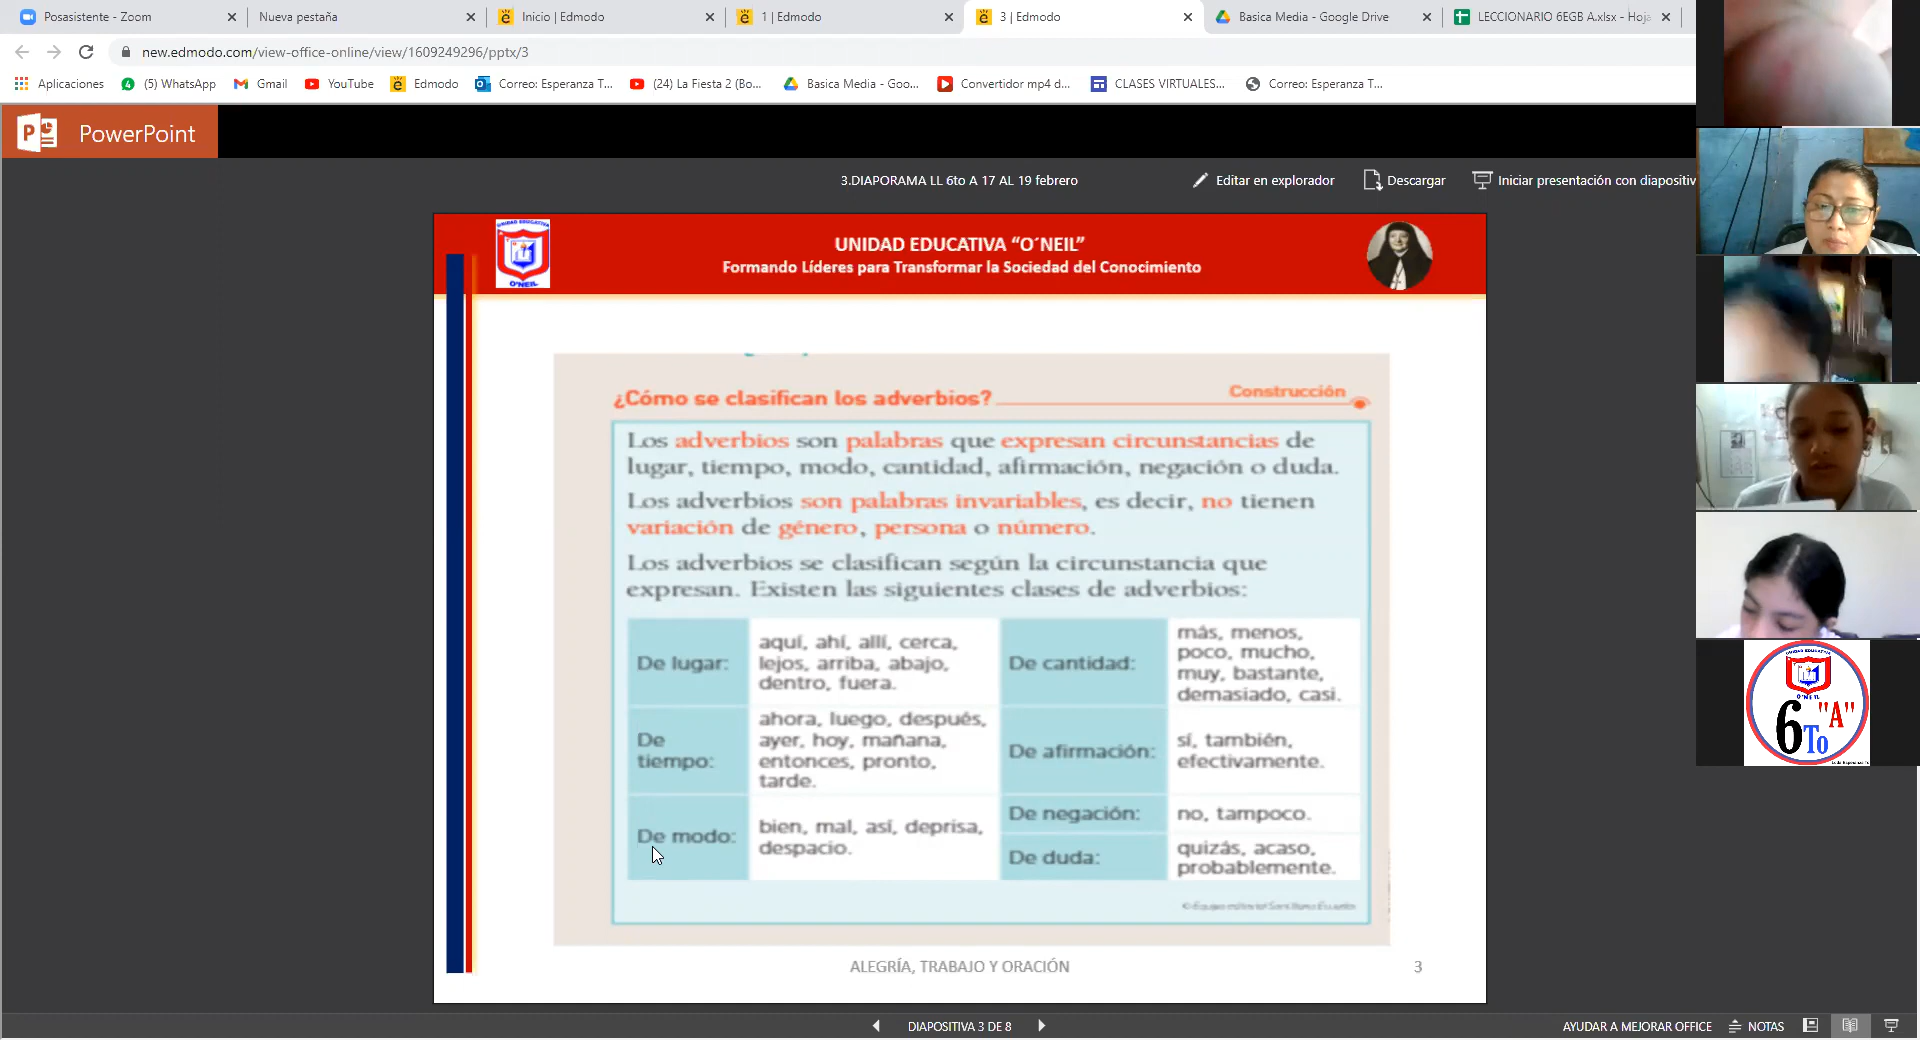 Posasistente - Zoom
Nueva pestaña
Inicio | Edmodo
1 | Edmodo
3 | Edmodo
Basica Media - Google Drive
LECCIONARIO 6EGB A.xlsx - Hoja
new.edmodo.com/view-office-online/view/1609249296/pptx/3
Aplicaciones
(5) WhatsApp
Gmail
YouTube
Edmodo
Correo: Esperanza T...
(24) La Fiesta 2 (Bo...
Basica Media - Goo...
Convertidor mp4 d...
CLASES VIRTUALES...
Correo: Esperanza T...
PowerPoint
3.DIAPORAMA LL 6to A 17 AL 19 febrero
Editar en explorador
Descargar
Iniciar presentación con diapositiv
UNIDAD EDUCATIVA
O'NEIL
UNIDAD EDUCATIVA “O´NEIL”
Formando Líderes para Transformar la Sociedad del Conocimiento
¿Cómo se clasifican los adverbios?
Construcción
Los adverbios son palabras que expresan circunstancias de
lugar, tiempo, modo, cantidad, afirmación, negación o duda.
Los adverbios son palabras invariables, es decir, no tienen
variación de género, persona o número.
Los adverbios se clasifican según la circunstancia que
expresan. Existen las siguientes clases de adverbios:
De lugar:
aquí, ahí, allí, cerca,
lejos, arriba, abajo,
dentro, fuera.
De cantidad:
más, menos,
poco, mucho,
muy, bastante,
demasiado, casi.
De
tiempo:
ahora, luego, después,
ayer, hoy, mañana,
entonces, pronto,
tarde.
De afirmación:
sí, también,
efectivamente.
De modo:
bien, mal, así, deprisa,
despacio.
De negación:
no, tampoco.
De duda:
quizás, acaso,
probablemente.
ALEGRÍA, TRABAJO Y ORACIÓN
3
UNIDAD EDUCATIVA
O'NEIL
6
To
"A"
DIAPOSITIVA 3 DE 8
AYUDAR A MEJORAR OFFICE
NOTAS